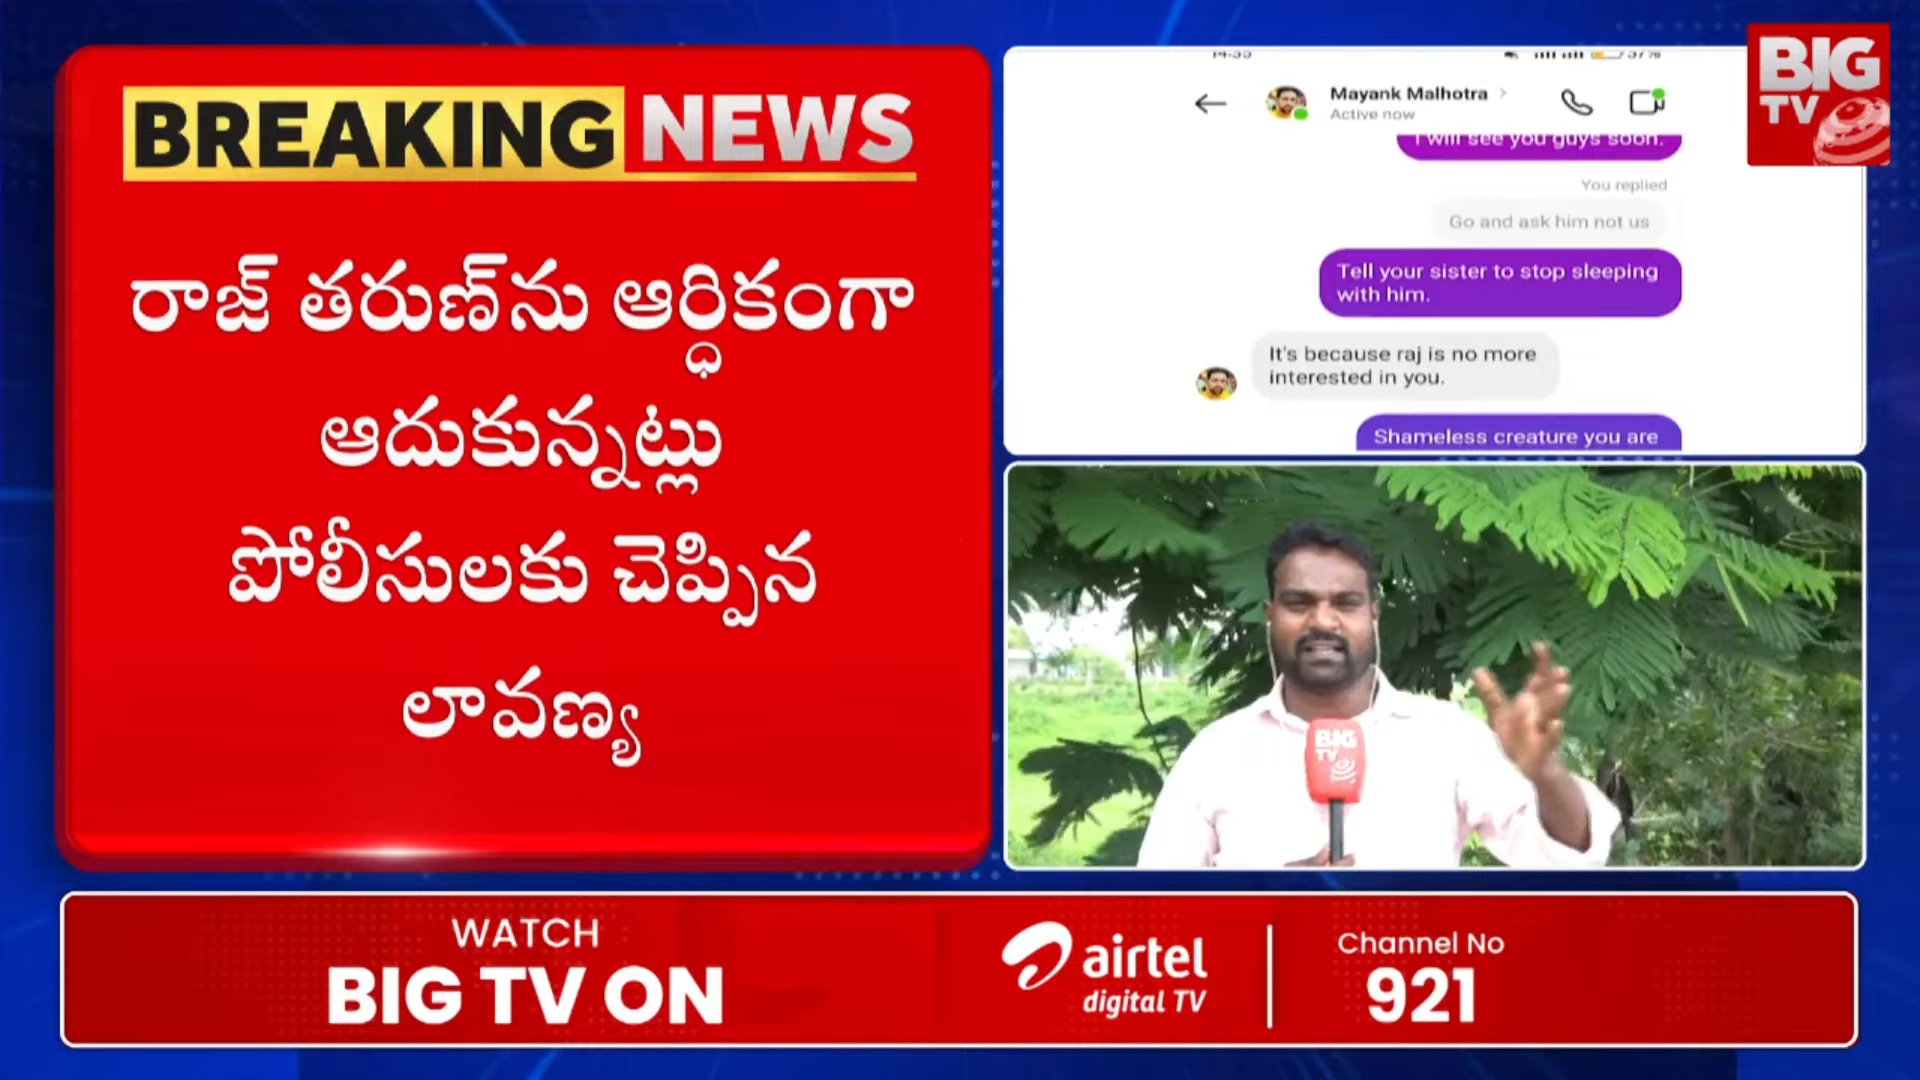 BREAKING NEWS
రాజ్ తరుణ్‌ను ఆర్ధికంగా
ఆదుకున్నట్లు
పోలీసులకు చెప్పిన
లావణ్య
14:35
37%
Mayank Malhotra
Active now
I will see you guys soon.
You replied
Go and ask him not us
Tell your sister to stop sleeping
with him.
It's because raj is no more
interested in you.
Shameless creature you are
BIG
TV
BIG
TV
WATCH
BIG TV ON
airtel
digital TV
Channel No
921